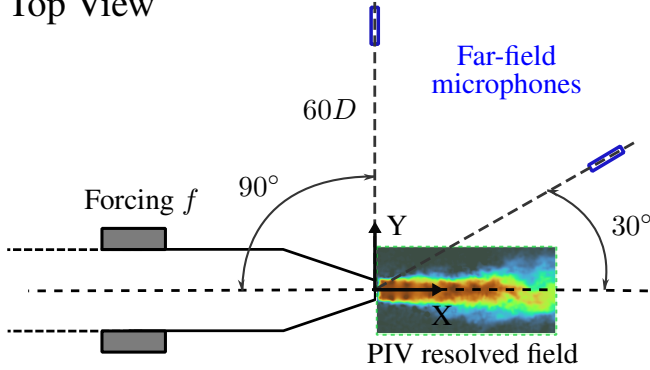 Top View
Far-field
microphones
60D
90°
Forcing f
Y
30°
X
PIV resolved field